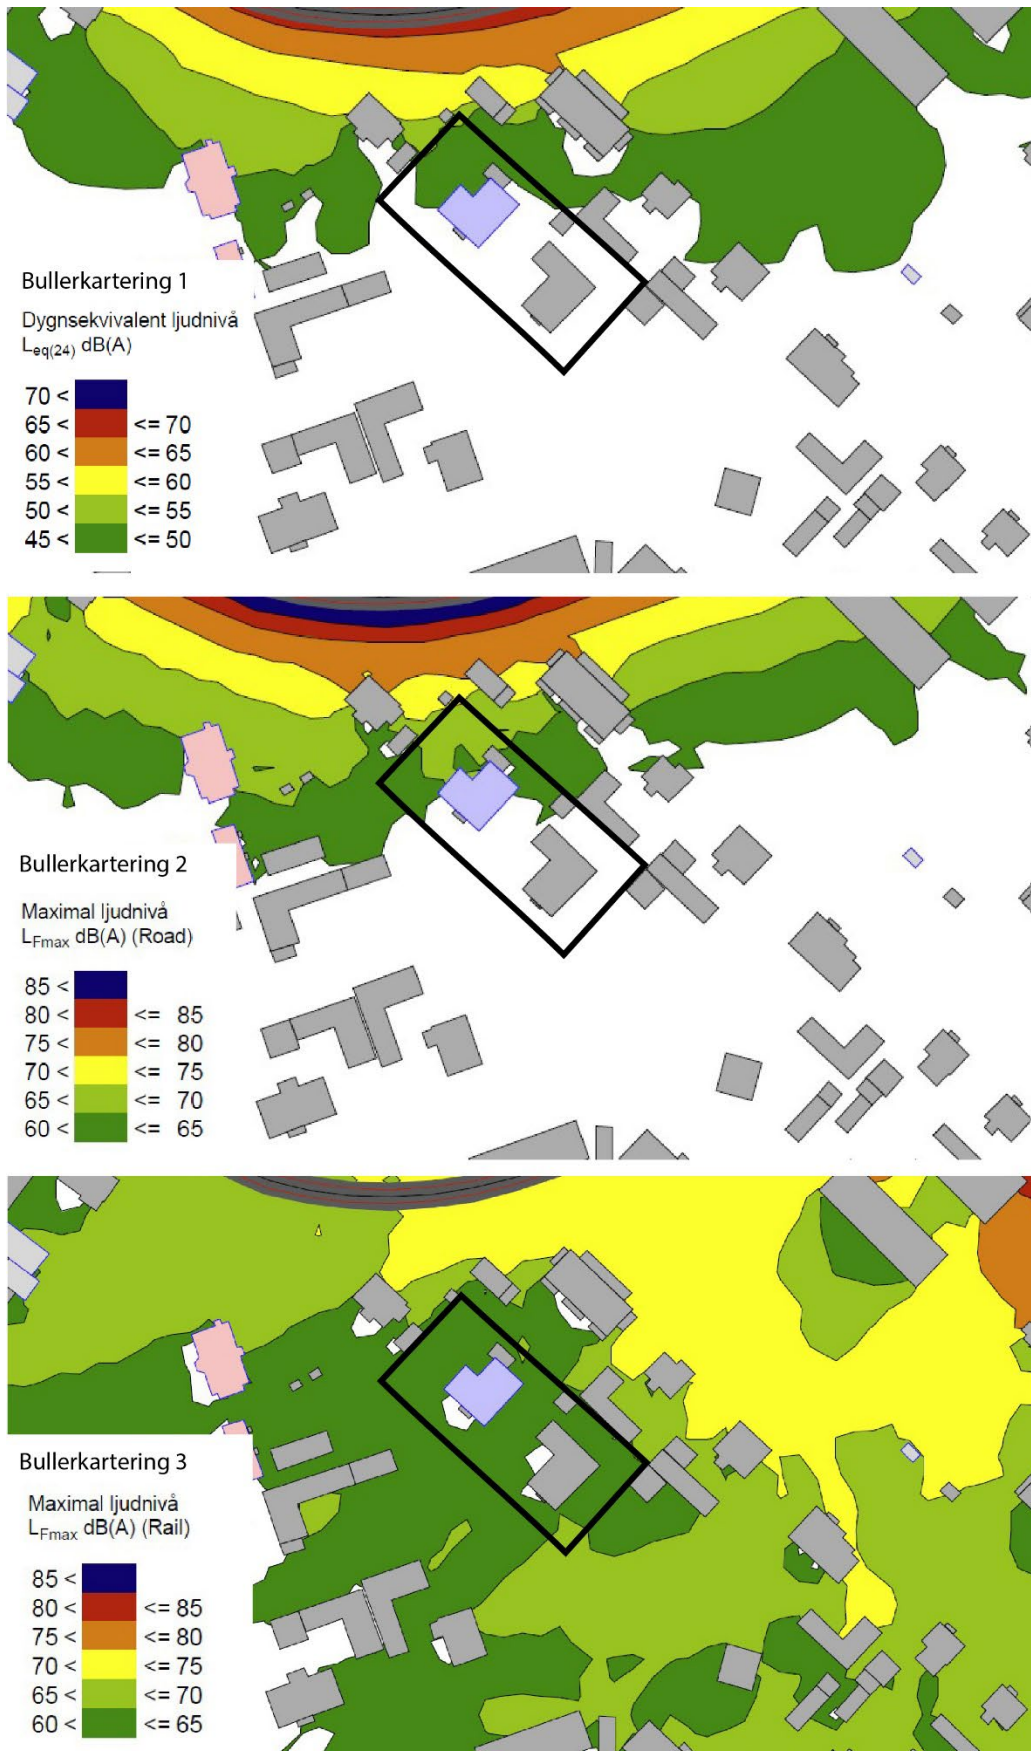 Bullerkartering 1
Dygnsekvivalent ljudnivå
Leq(24) dB(A)
70 <
65 < <= 70
60 < <= 65
55 < <= 60
50 < <= 55
45 < <= 50
Bullerkartering 2
Maximal ljudnivå
LFmax dB(A) (Road)
85 <
80 < <= 85
75 < <= 80
70 < <= 75
65 < <= 70
60 < <= 65
Bullerkartering 3
Maximal ljudnivå
LFmax dB(A) (Rail)
85 <
80 < <= 85
75 < <= 80
70 < <= 75
65 < <= 70
60 < <= 65